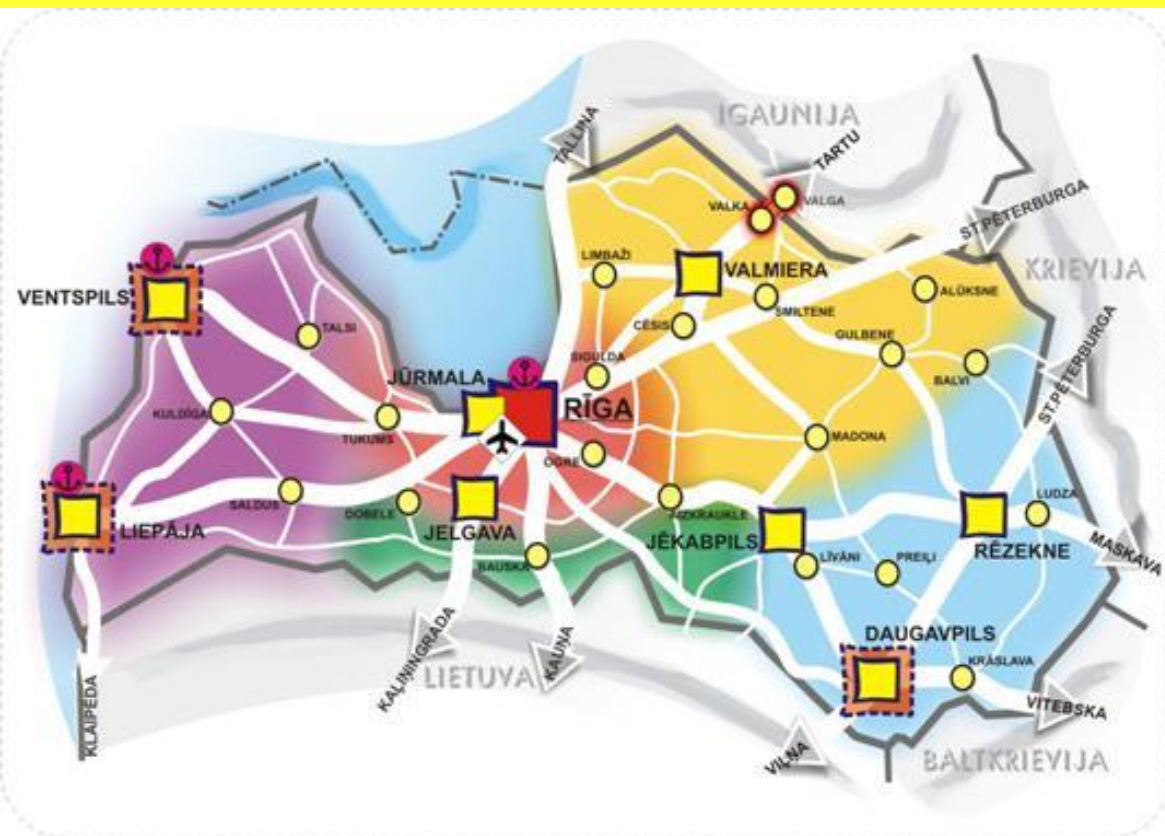 IGAUNIJA
TALLINA
TARTU
VALKA
VALGA
ST.PĒTERBURGA
KRIEVIJA
LIMBAŽI
VALMIERA
SMILTENE
ALŪKSNE
VENTSPILS
TALSI
CĒSIS
GULBENE
ST.PĒTERBURGA
SIGULDA
BALVI
JŪRMALA
RĪGA
KULDĪGA
TUKUMS
MADONA
OGRE
SALDUS
DOBELE
AIZKRAUKLE
LUDZA
LIEPĀJA
JELGAVA
JĒKABPILS
RĒZEKNE
MASKAVA
BAUSKA
LĪVĀNI
PREIĻI
DAUGAVPILS
KRĀSLAVA
KAĻIŅINGRADA
LIETUVA
KAUŅA
VITEBSKA
KLAIPĒDA
VIĻŅA
BALTKRIEVIJA